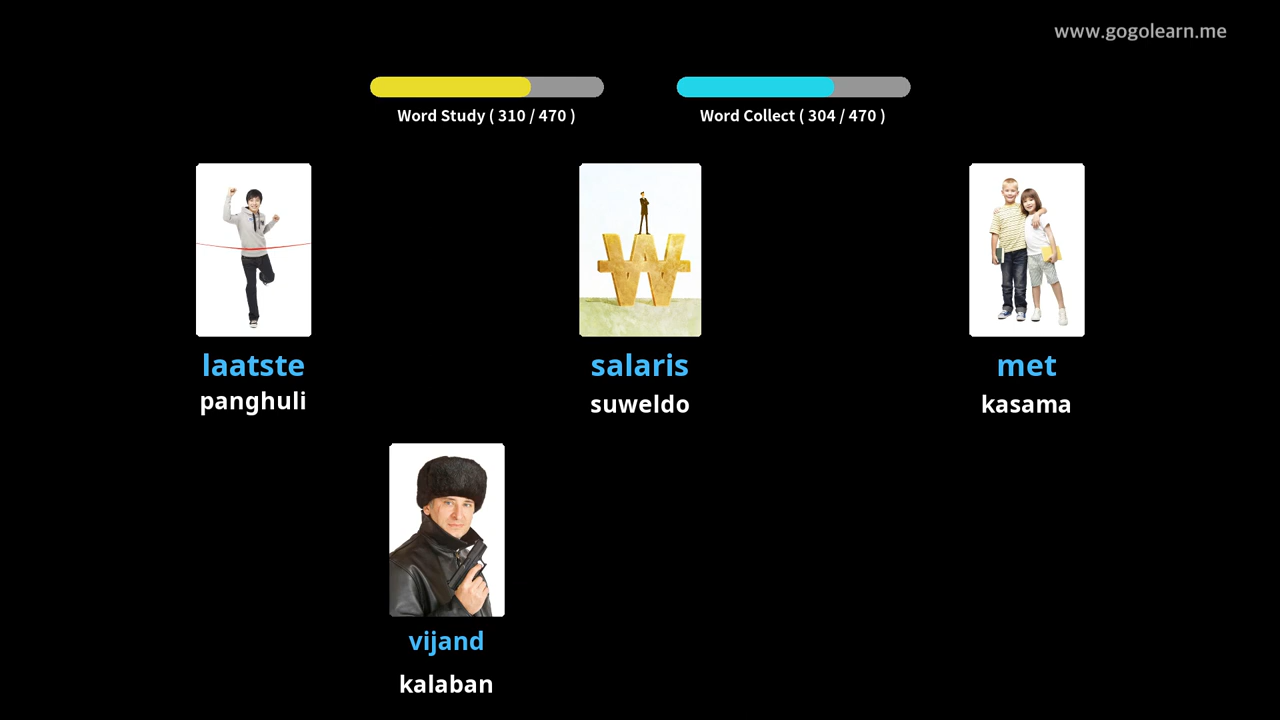 www.gogolearn.me
Word Study ( 310 / 470 )
Word Collect ( 304 / 470 )
laatste
panghuli
salaris
suweldo
met
kasama
vijand
kalaban